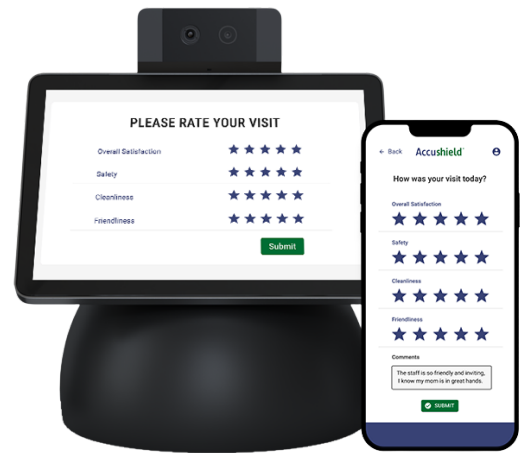 PLEASE RATE YOUR VISIT
Overall Satisfaction
Safety
Cleanliness
Friendliness
Submit
← Back Accushield
How was your visit today?
Overall Satisfaction
Safety
Cleanliness
Friendliness
Comments
The staff is so friendly and inviting,
I know my mom is in great hands.
SUBMIT